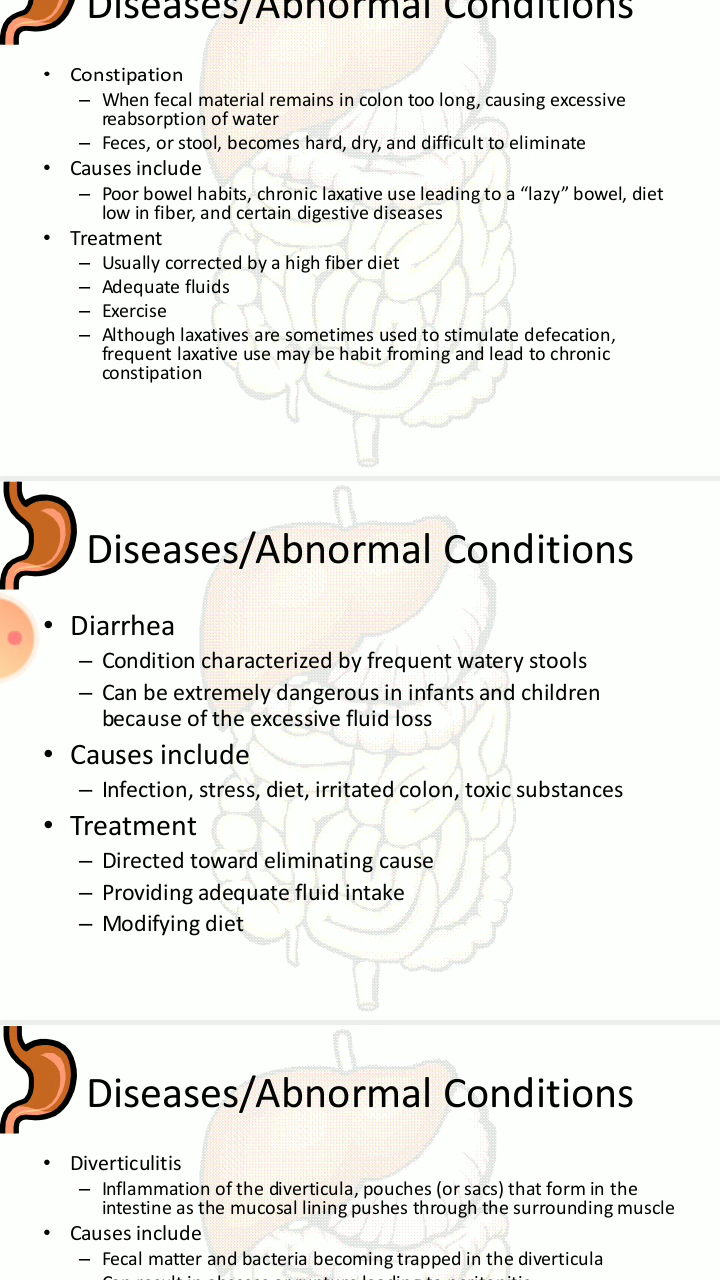 Diseases/Abnormal Conditions
• Constipation
– When fecal material remains in colon too long, causing excessive
reabsorption of water
– Feces, or stool, becomes hard, dry, and difficult to eliminate
• Causes include
– Poor bowel habits, chronic laxative use leading to a “lazy” bowel, diet
low in fiber, and certain digestive diseases
• Treatment
– Usually corrected by a high fiber diet
– Adequate fluids
– Exercise
– Although laxatives are sometimes used to stimulate defecation,
frequent laxative use may be habit froming and lead to chronic
constipation
Diseases/Abnormal Conditions
• Diarrhea
– Condition characterized by frequent watery stools
– Can be extremely dangerous in infants and children
because of the excessive fluid loss
• Causes include
– Infection, stress, diet, irritated colon, toxic substances
• Treatment
– Directed toward eliminating cause
– Providing adequate fluid intake
– Modifying diet
Diseases/Abnormal Conditions
• Diverticulitis
– Inflammation of the diverticula, pouches (or sacs) that form in the
intestine as the mucosal lining pushes through the surrounding muscle
• Causes include
– Fecal matter and bacteria becoming trapped in the diverticula